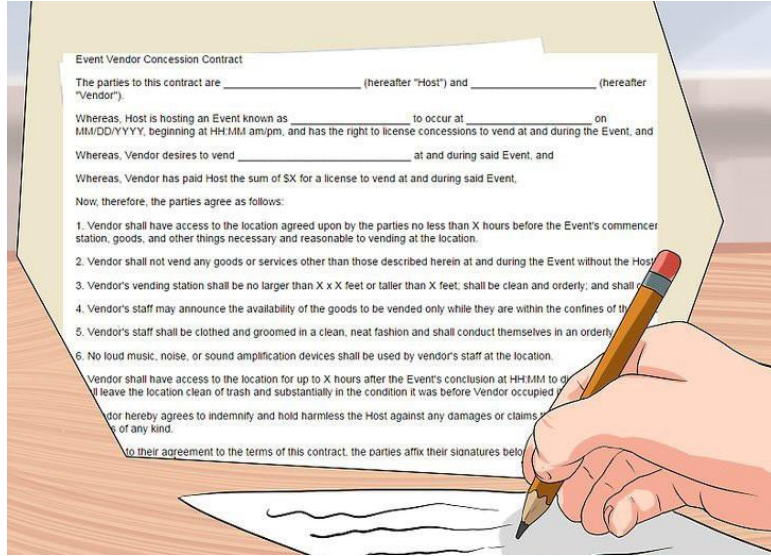 Event Vendor Concession Contract
The parties to this contract are ______________________ (hereafter "Host") and ____________________ (hereafter
"Vendor").
Whereas, Host is hosting an Event known as ___________________ to occur at ____________________ on
MM/DD/YYYY, beginning at HH:MM am/pm, and has the right to license concessions to vend at and during the Event, and
Whereas, Vendor desires to vend ____________________________ at and during said Event, and
Whereas, Vendor has paid Host the sum of $X for a license to vend at and during said Event,
Now, therefore, the parties agree as follows:
1. Vendor shall have access to the location agreed upon by the parties no less than X hours before the Event's commencer
station, goods, and other things necessary and reasonable to vending at the location.
2. Vendor shall not vend any goods or services other than those described herein at and during the Event without the Host
3. Vendor's vending station shall be no larger than X x X feet or taller than X feet; shall be clean and orderly; and shall
4. Vendor's staff may announce the availability of the goods to be vended only while they are within the confines of
5. Vendor's staff shall be clothed and groomed in a clean, neat fashion and shall conduct themselves in an orderly,
6. No loud music, noise, or sound amplification devices shall be used by vendor's staff at the location.
Vendor shall have access to the location for up to X hours after the Event's conclusion at HH:MM to
leave the location clean of trash and substantially in the condition it was before Vendor occupied
hereby agrees to indemnify and hold harmless the Host against any damages or claims
of any kind.
to their agreement to the terms of this contract, the parties affix their signatures